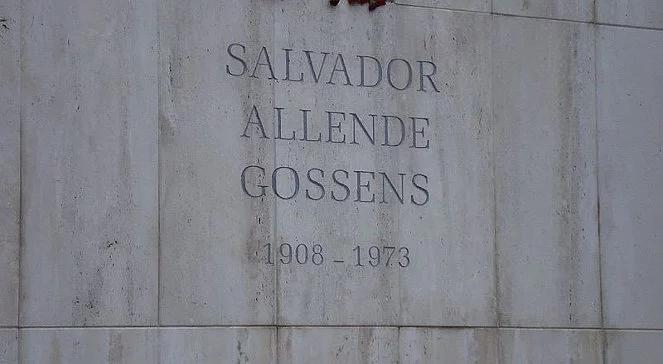 SALVADOR
ALLENDE
GOSSENS
1908 – 1973